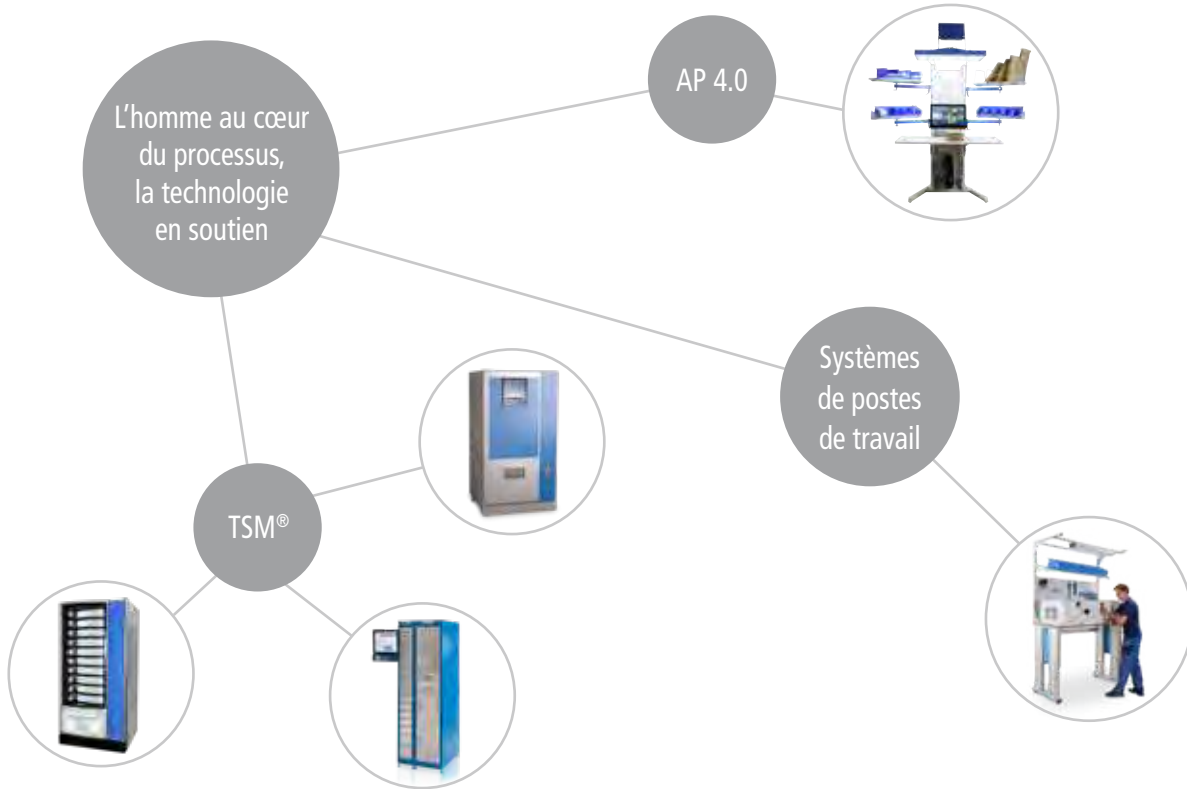 L’homme au cœur
du processus,
la technologie
en soutien
AP 4.0
Systèmes
de postes
de travail
TSM®